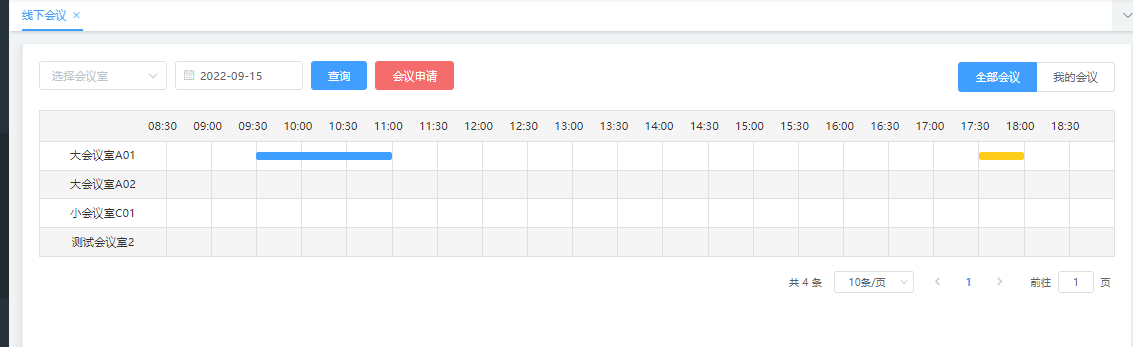 线下会议 ×
选择会议室 2022-09-15 查询 会议申请 全部会议 我的会议
08:30 09:00 09:30 10:00 10:30 11:00 11:30 12:00 12:30 13:00 13:30 14:00 14:30 15:00 15:30 16:00 16:30 17:00 17:30 18:00 18:30
大会议室A01
大会议室A02
小会议室C01
测试会议室2
共 4 条 10条/页 1 前往 1 页